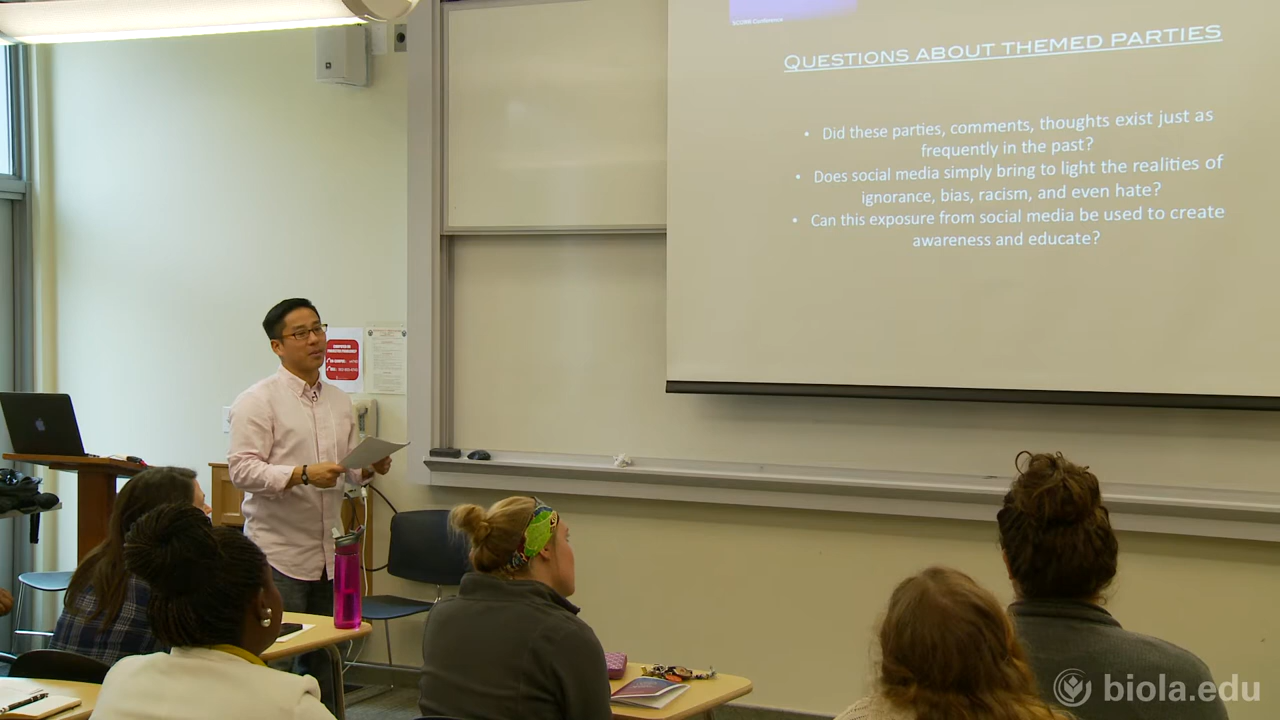 SCORR Conference
QUESTIONS ABOUT THEMED PARTIES
• Did these parties, comments, thoughts exist just as
frequently in the past?
• Does social media simply bring to light the realities of
ignorance, bias, racism, and even hate?
• Can this exposure from social media be used to create
awareness and educate?
biola.edu